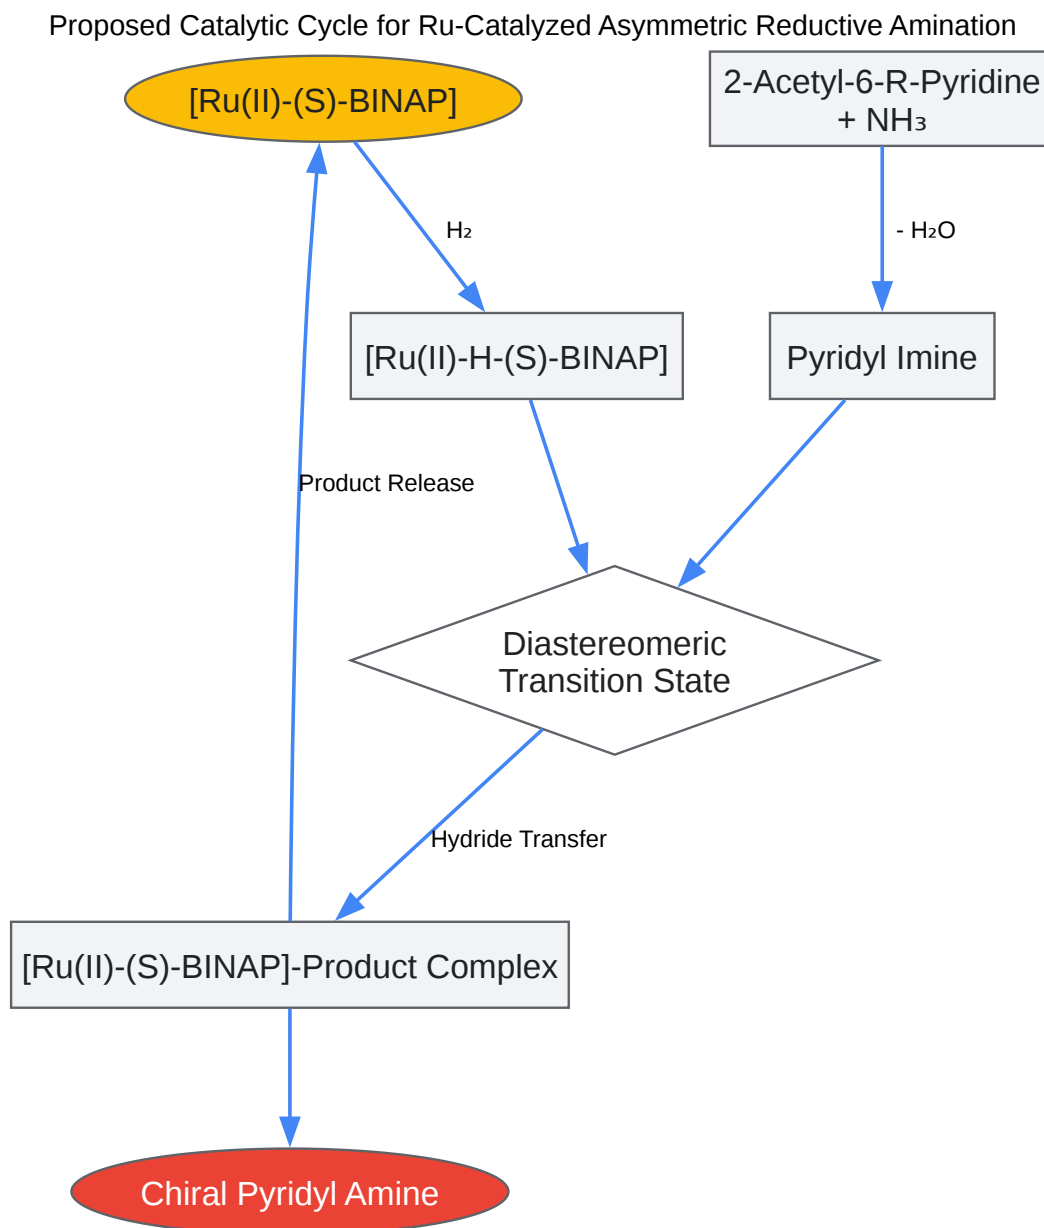 Proposed Catalytic Cycle for Ru-Catalyzed Asymmetric Reductive Amination
[Ru(II)-(S)-BINAP]
2-Acetyl-6-R-Pyridine
+ NH₃
H₂
- H₂O
[Ru(II)-H-(S)-BINAP]
Pyridyl Imine
Product Release
Diastereomeric
Transition State
Hydride Transfer
[Ru(II)-(S)-BINAP]-Product Complex
Chiral Pyridyl Amine